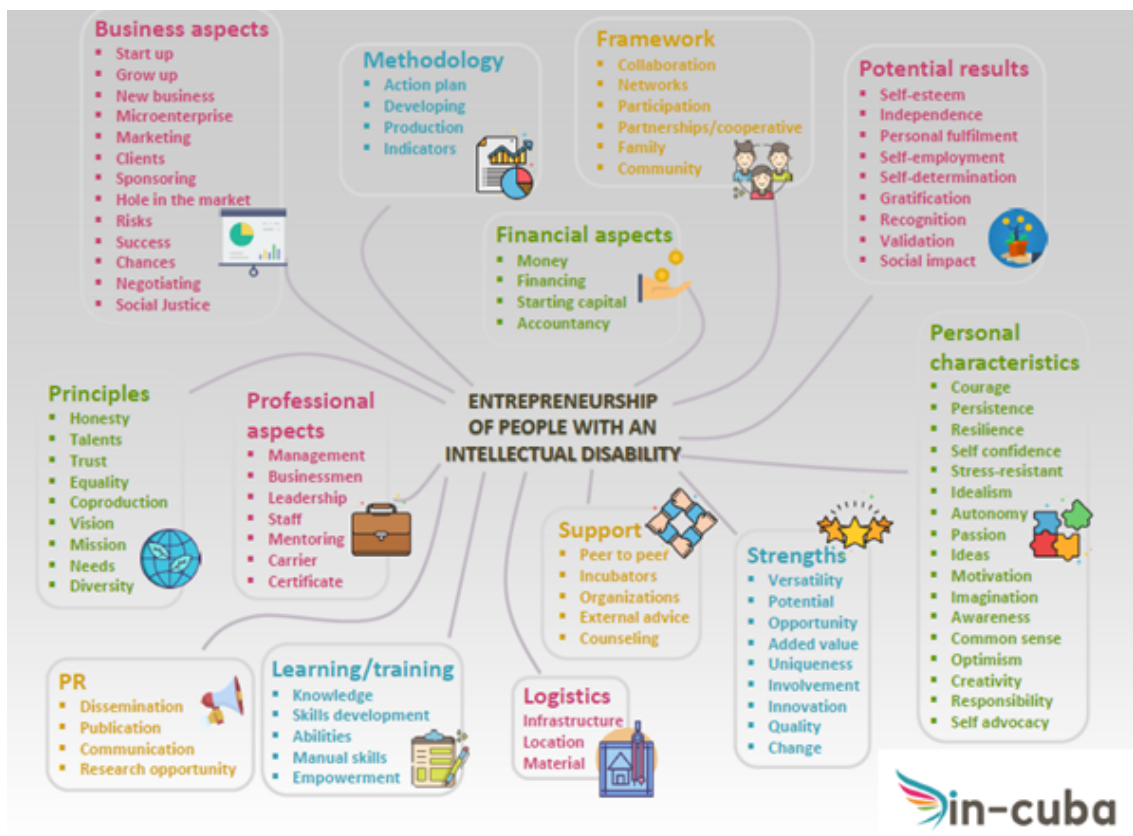 Business aspects
Start up
Grow up
New business
Microenterprise
Marketing
Clients
Sponsoring
Hole in the market
Risks
Success
Chances
Negotiating
Social Justice
Methodology
Action plan
Developing
Production
Indicators
Framework
Collaboration
Networks
Participation
Partnerships/cooperative
Family
Community
Potential results
Self-esteem
Independence
Personal fulfilment
Self-employment
Self-determination
Gratification
Recognition
Validation
Social impact
Financial aspects
Money
Financing
Starting capital
Accountancy
Personal
characteristics
Courage
Persistence
Resilience
Self confidence
Stress-resistant
Idealism
Autonomy
Passion
Ideas
Motivation
Imagination
Awareness
Common sense
Optimism
Creativity
Responsibility
Self advocacy
Principles
Honesty
Talents
Trust
Equality
Coproduction
Vision
Mission
Needs
Diversity
Professional
aspects
Management
Businessmen
Leadership
Staff
Mentoring
Carrier
Certificate
ENTREPRENEURSHIP
OF PEOPLE WITH AN
INTELLECTUAL DISABILITY
Support
Peer to peer
Incubators
Organizations
External advice
Counseling
Strengths
Versatility
Potential
Opportunity
Added value
Uniqueness
Involvement
Innovation
Quality
Change
PR
Dissemination
Publication
Communication
Research opportunity
Learning/training
Knowledge
Skills development
Abilities
Manual skills
Empowerment
Logistics
Infrastructure
Location
Material
in-cuba